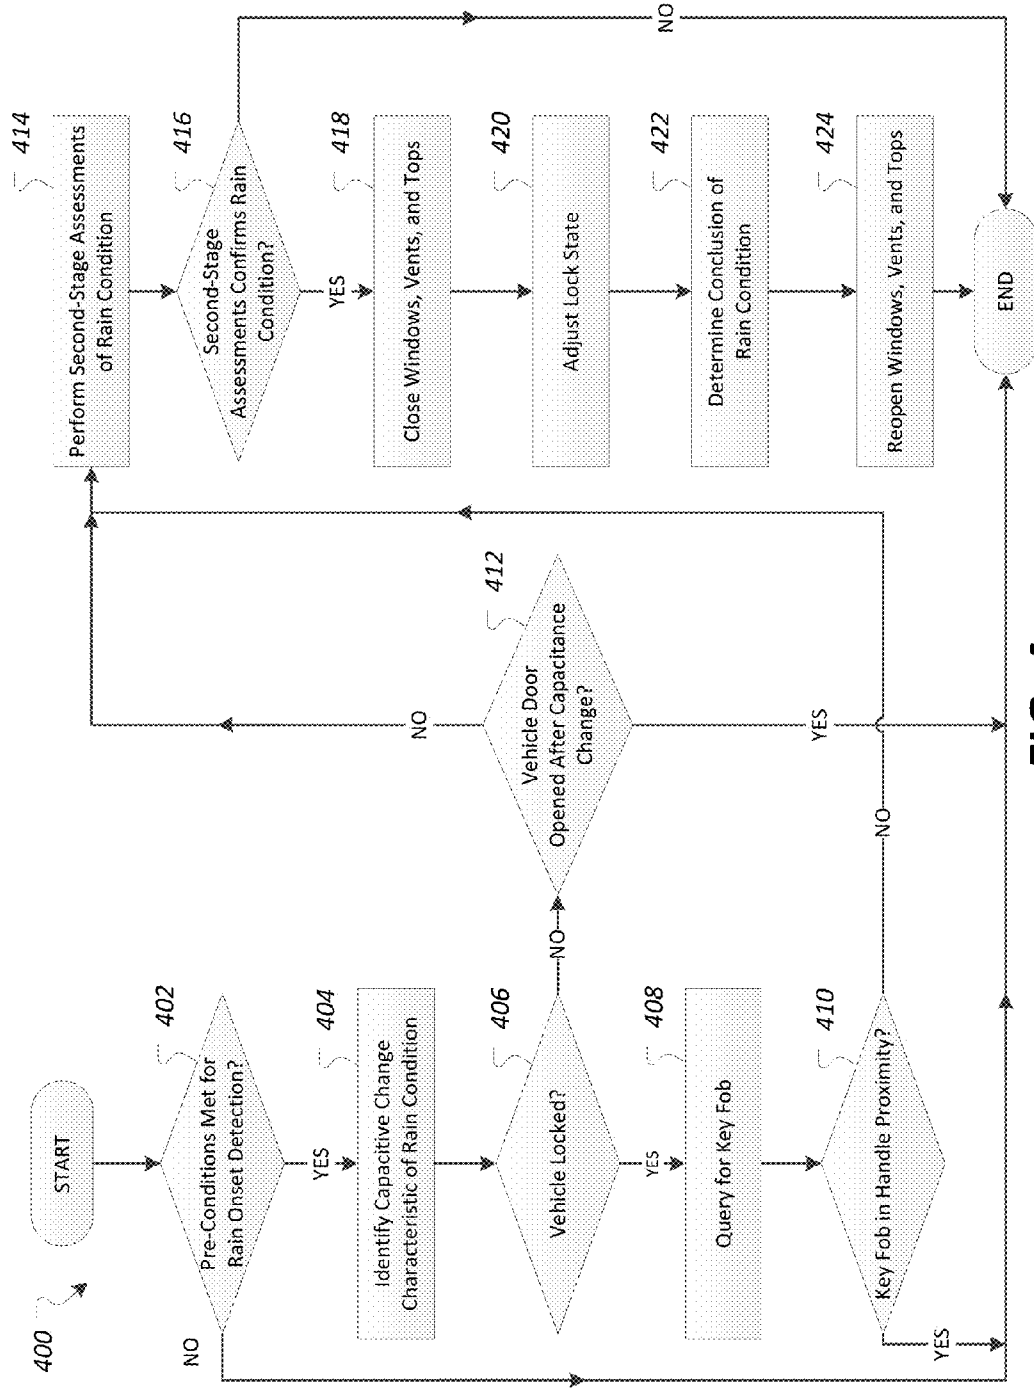 400
START
402
Pre-Conditions Met for
Rain Onset Detection?
NO
YES
404
Identify Capacitive Change
Characteristic of Rain Condition
406
Vehicle Locked?
NO
YES
408
Query for Key Fob
410
Key Fob in Handle Proximity?
NO
YES
412
Vehicle Door
Opened After Capacitance
Change?
NO
YES
414
Perform Second-Stage Assessments
of Rain Condition
416
Second-Stage
Assessments Confirms Rain
Condition?
NO
YES
418
Close Windows, Vents, and Tops
420
Adjust Lock State
422
Determine Conclusion of
Rain Condition
424
Reopen Windows, Vents, and Tops
END